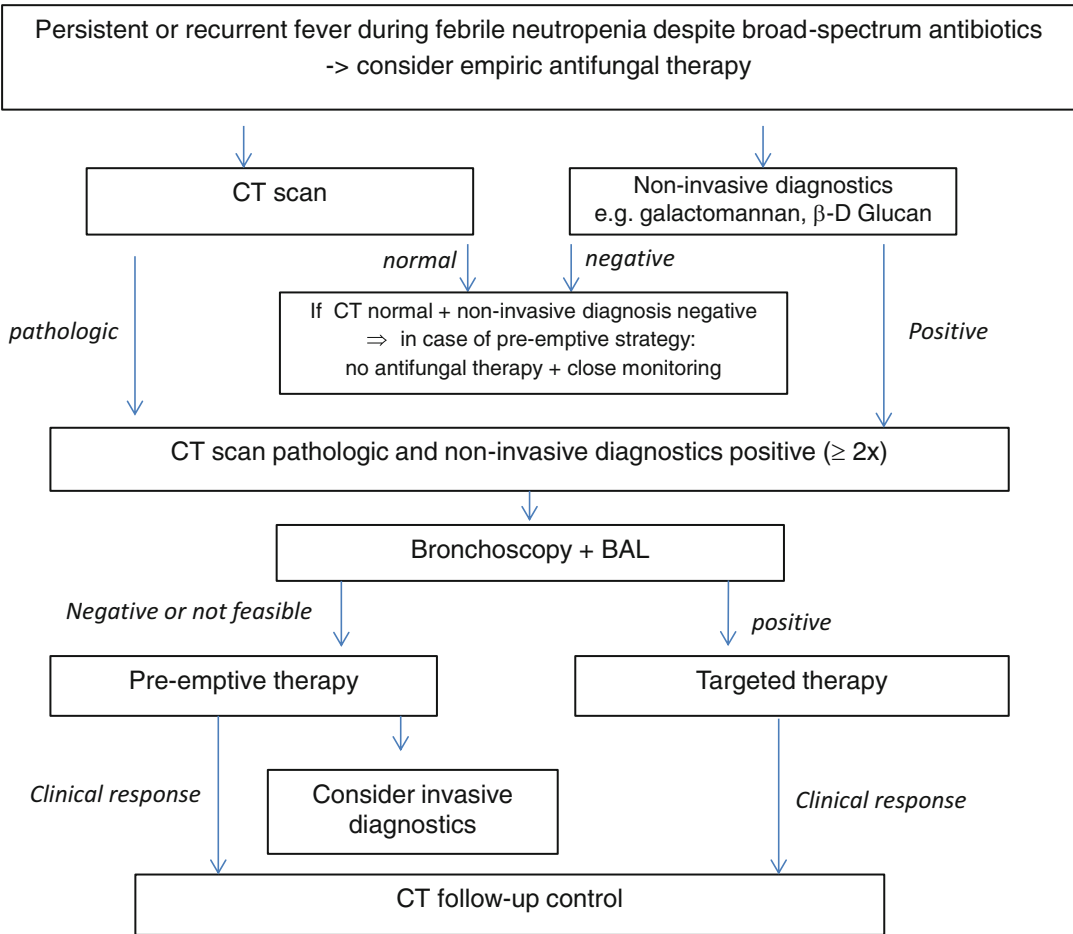 Persistent or recurrent fever during febrile neutropenia despite broad-spectrum antibiotics
-> consider empiric antifungal therapy
CT scan
Non-invasive diagnostics
e.g. galactomannan, β-D Glucan
normal
negative
pathologic
If CT normal + non-invasive diagnosis negative
⇒ in case of pre-emptive strategy:
no antifungal therapy + close monitoring
Positive
CT scan pathologic and non-invasive diagnostics positive (≥ 2x)
Bronchoscopy + BAL
Negative or not feasible
positive
Pre-emptive therapy
Targeted therapy
Clinical response
Consider invasive
diagnostics
Clinical response
CT follow-up control